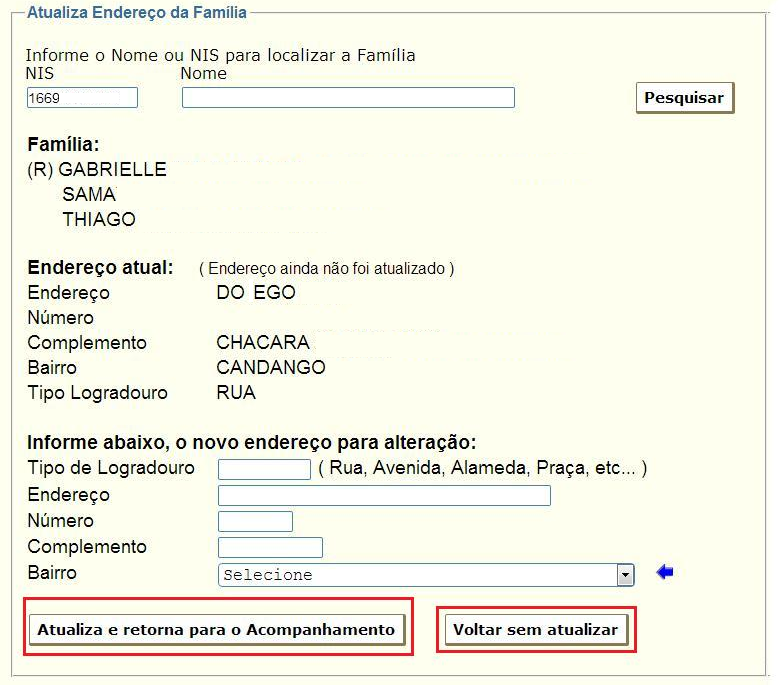 Atualiza Endereço da Família
Informe o Nome ou NIS para localizar a Família
NIS Nome
1669 Pesquisar
Família:
(R) GABRIELLE
SAMA
THIAGO
Endereço atual: ( Endereço ainda não foi atualizado )
Endereço DO EGO
Número
Complemento CHACARA
Bairro CANDANGO
Tipo Logradouro RUA
Informe abaixo, o novo endereço para alteração:
Tipo de Logradouro ( Rua, Avenida, Alameda, Praça, etc... )
Endereço
Número
Complemento
Bairro Selecione
Atualiza e retorna para o Acompanhamento Voltar sem atualizar